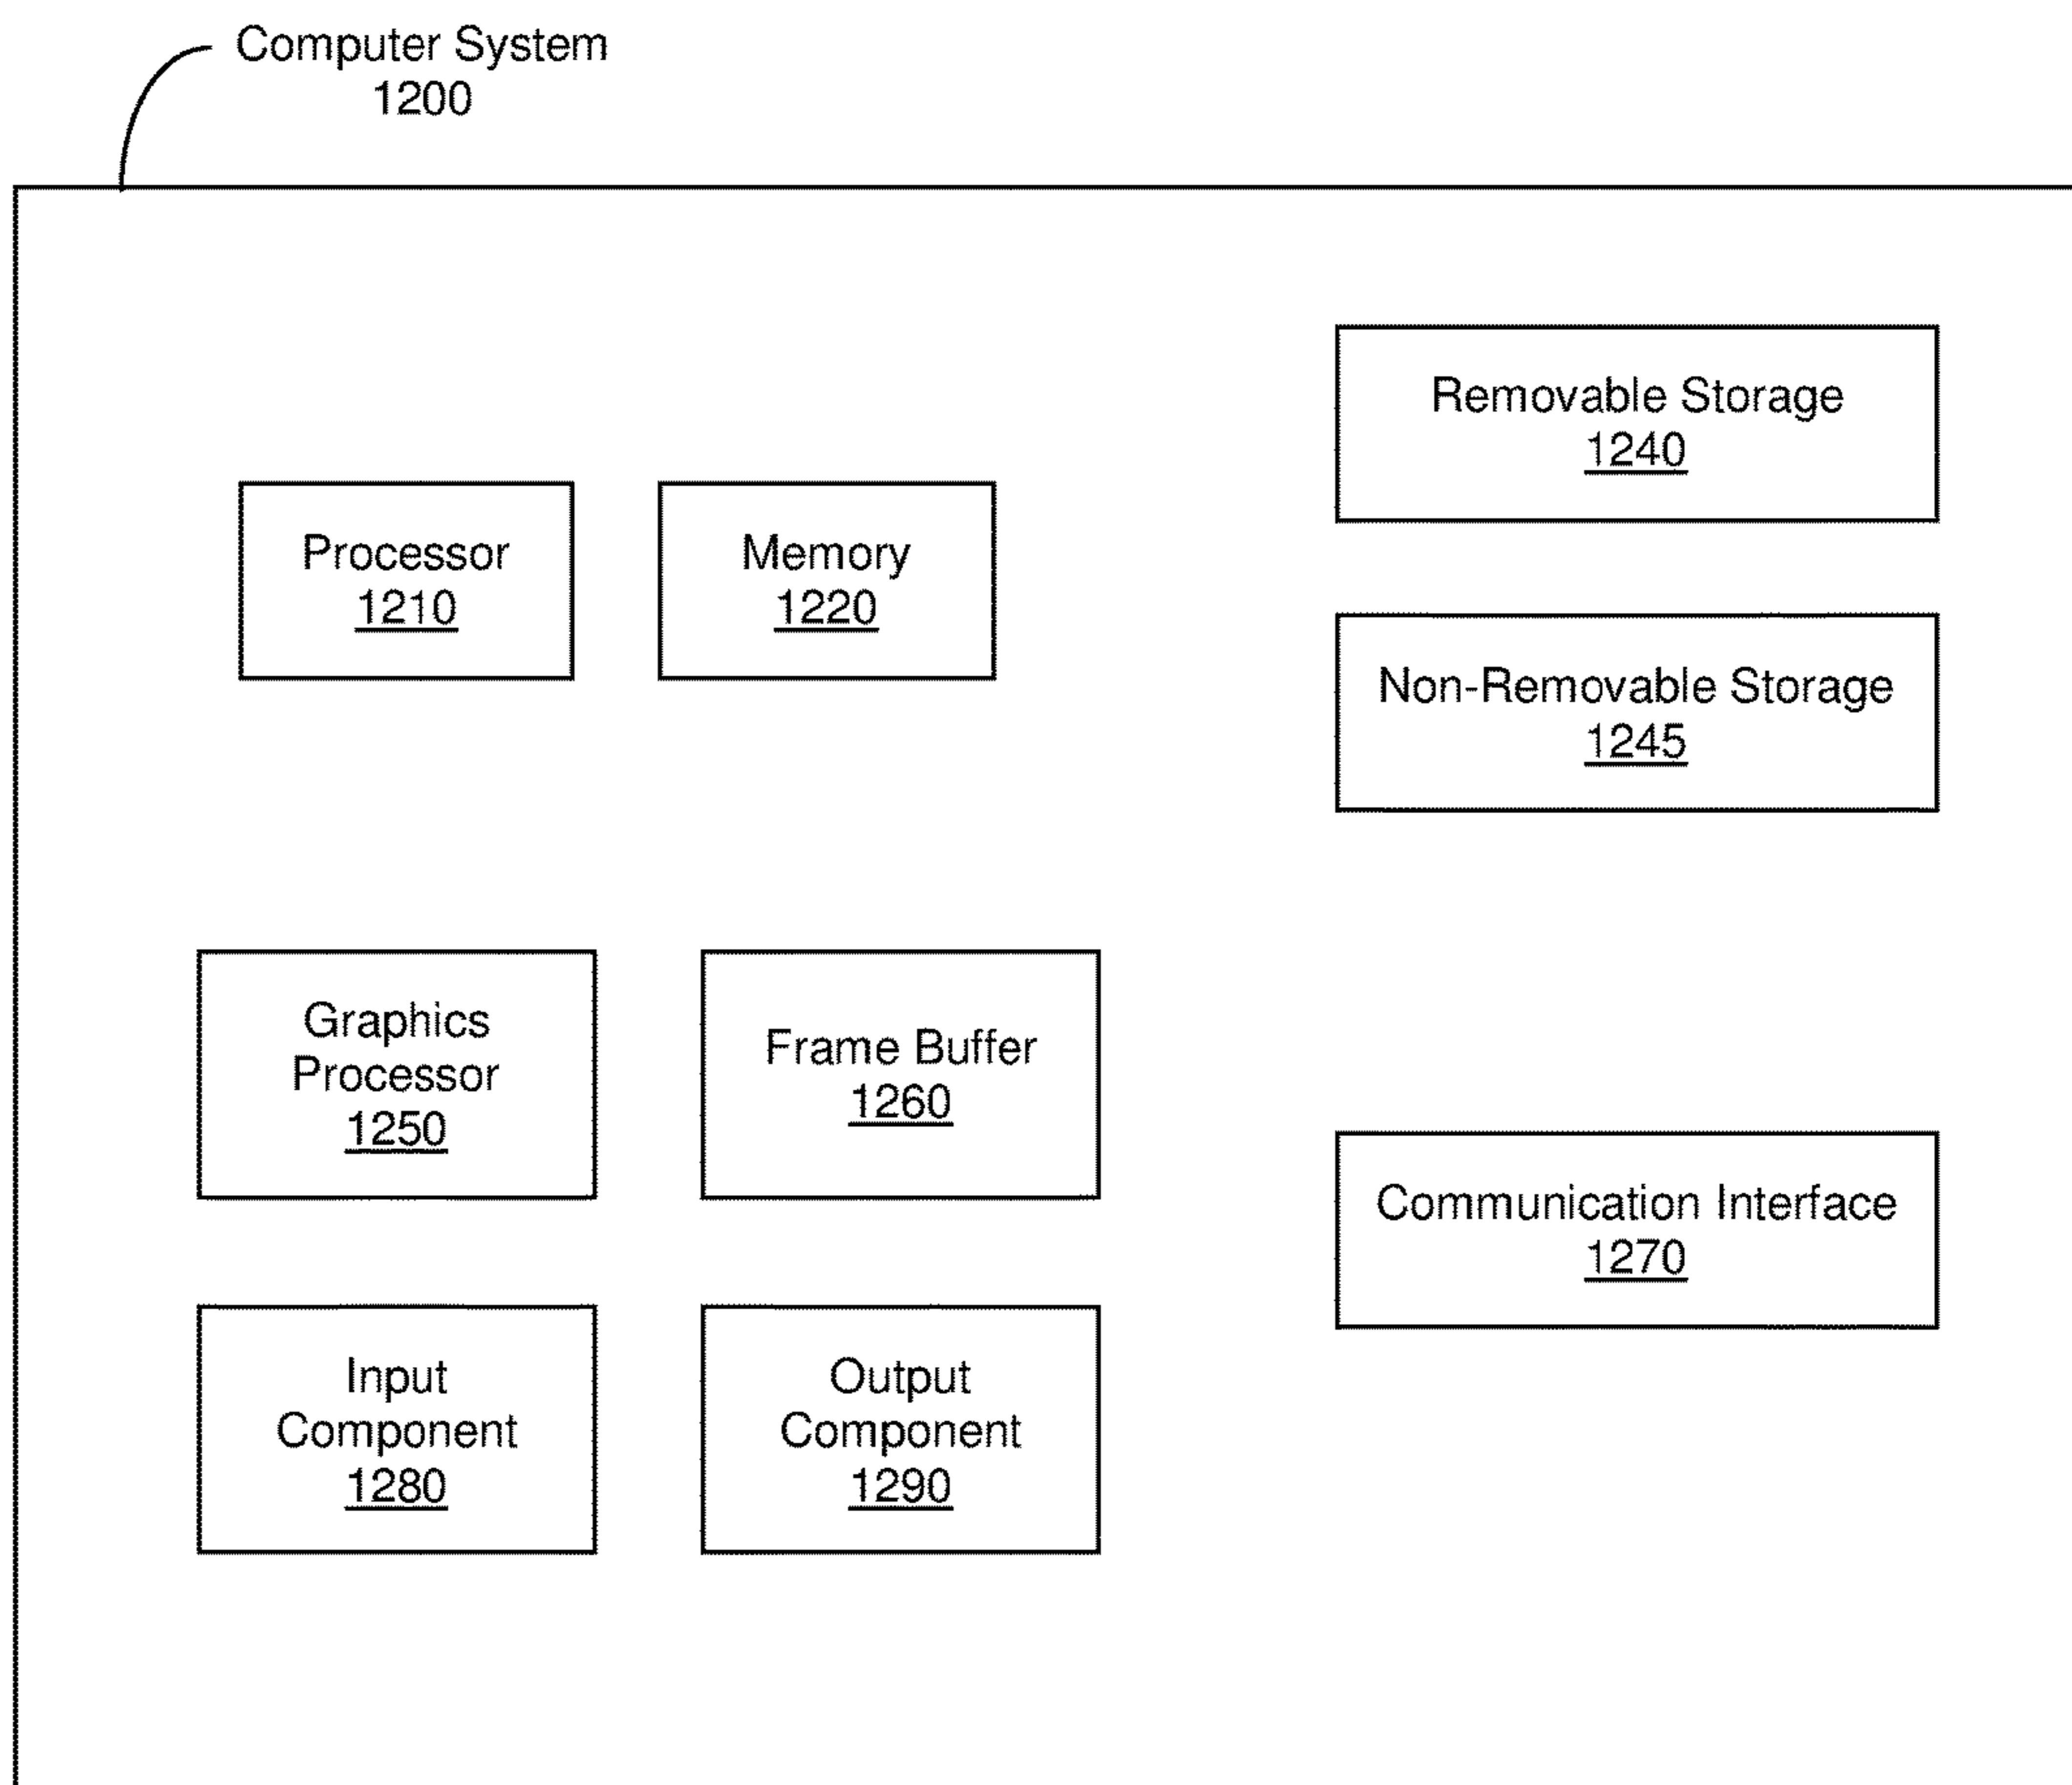 Computer System
1200
Removable Storage
1240
Processor
1210
Memory
1220
Non-Removable Storage
1245
Graphics
Processor
1250
Frame Buffer
1260
Communication Interface
1270
Input
Component
1280
Output
Component
1290